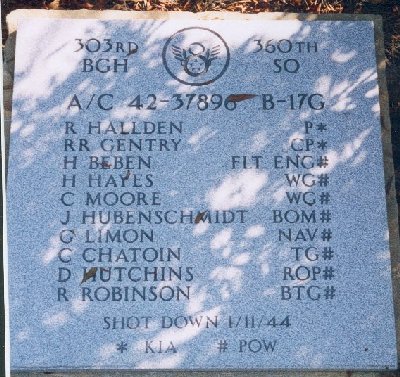 303RD 360TH
BGH SQ
A/C 42-37896 B-17G
R HALLDEN P*
RR GENTRY CP*
H BEBEN FIT ENG#
H HAYES WG#
C MOORE WG#
J HUBENSCHMIDT BOM#
G LIMON NAV#
C CHATOIN TG#
D HUTCHINS ROP#
R ROBINSON BTG#
SHOT DOWN 1/11/44
* KIA # POW